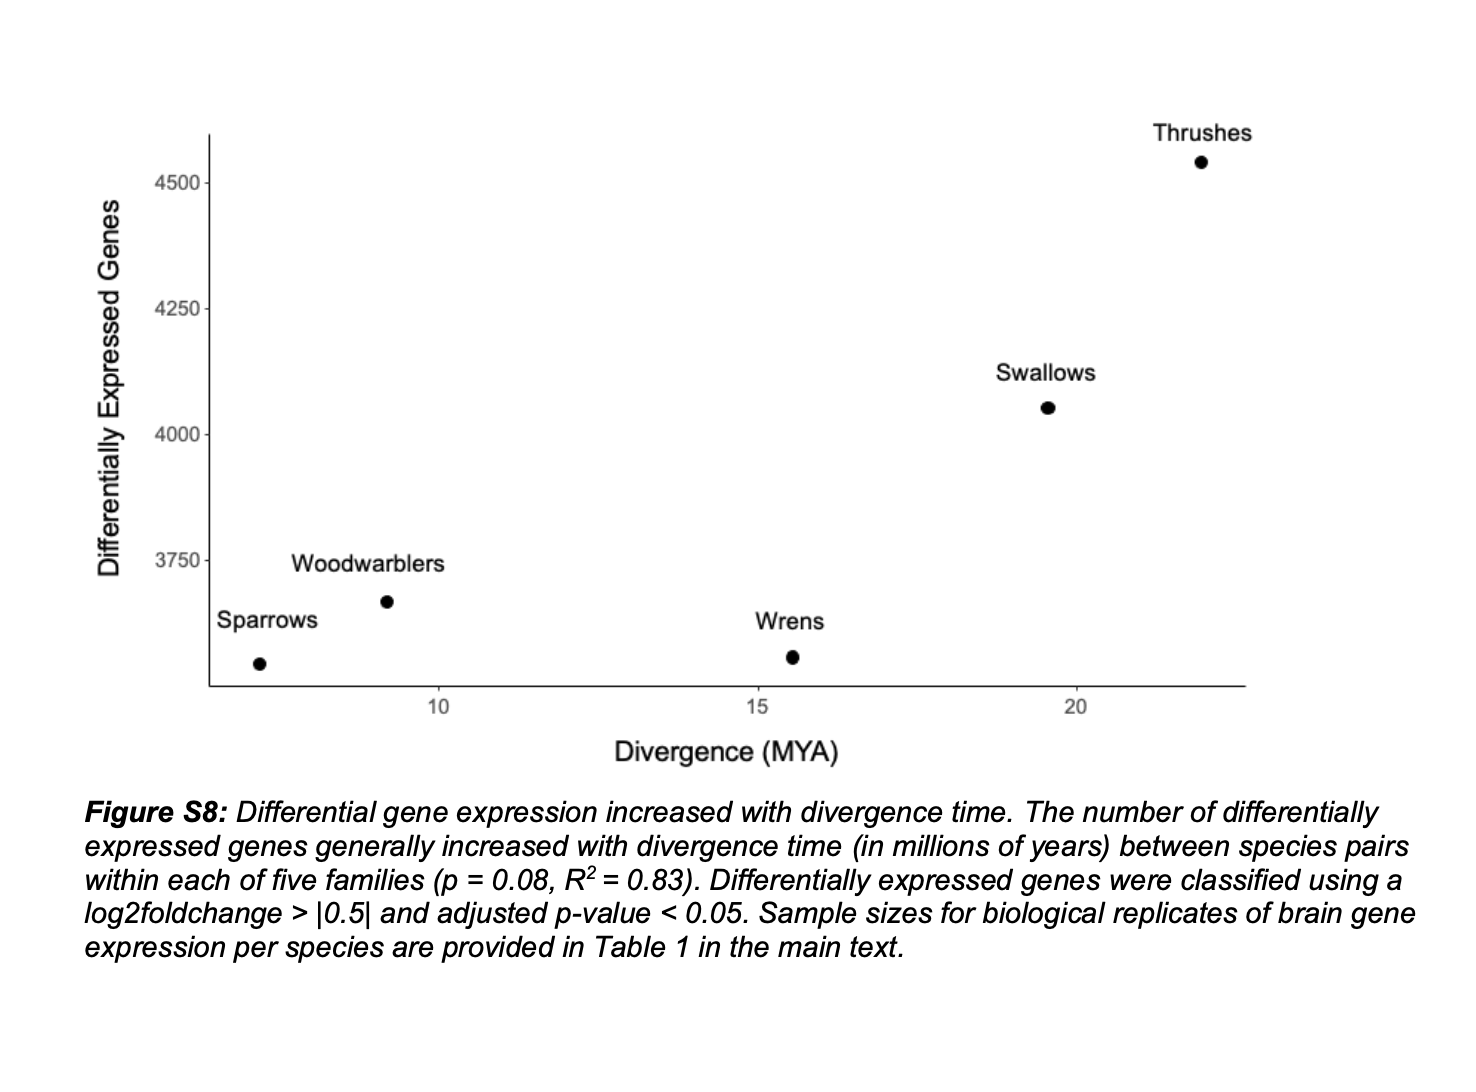 Thrushes
4500
4250
Swallows
4000
Woodwarblers
3750
Sparrows
Wrens
Differentially Expressed Genes
10 15 20
Divergence (MYA)
Figure S8: Differential gene expression increased with divergence time. The number of differentially
expressed genes generally increased with divergence time (in millions of years) between species pairs
within each of five families (p = 0.08, R² = 0.83). Differentially expressed genes were classified using a
log2foldchange > |0.5| and adjusted p-value < 0.05. Sample sizes for biological replicates of brain gene
expression per species are provided in Table 1 in the main text.